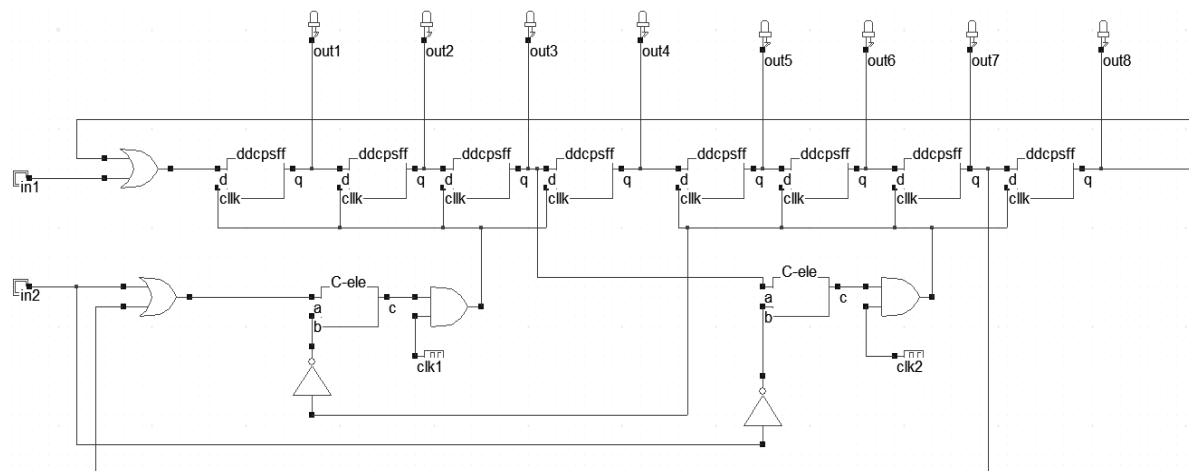 out1 out2 out3 out4 out5 out6 out7 out8
ddcpsff ddcpsff ddcpsff ddcpsff ddcpsff ddcpsff ddcpsff ddcpsff
in1 d q d q d q d q d q d q d q d q
cllk cllk cllk cllk cllk cllk cllk cllk
in2 C-ele C-ele
a c a c
b b
clk1 clk2